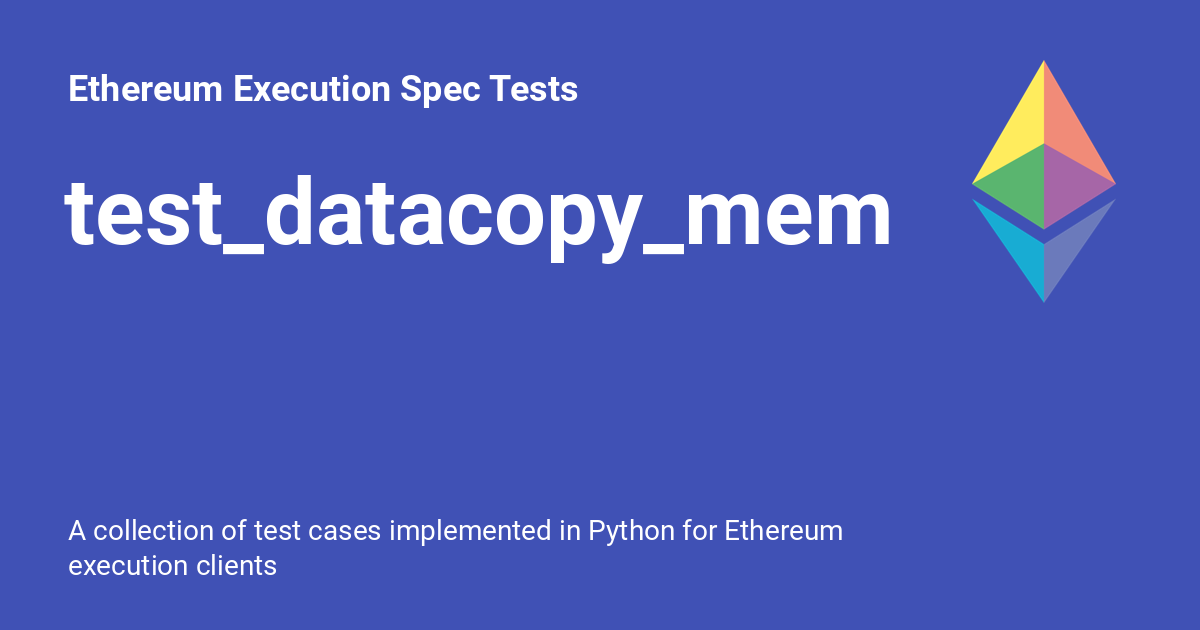 Ethereum Execution Spec Tests
test_datacopy_mem
A collection of test cases implemented in Python for Ethereum
execution clients